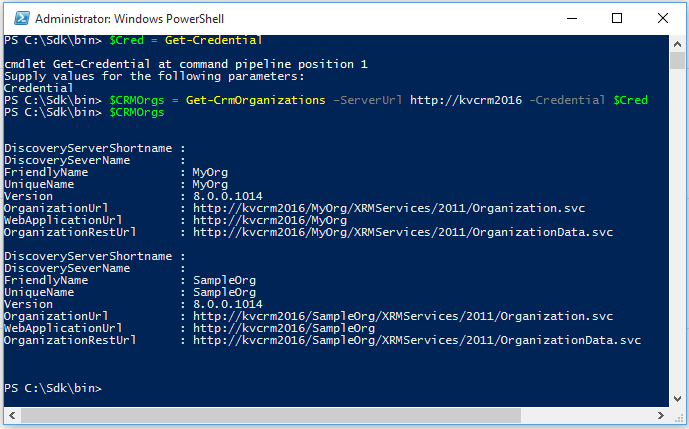 Administrator: Windows PowerShell
PS C:\Sdk\bin> $Cred = Get-Credential
cmdlet Get-Credential at command pipeline position 1
Supply values for the following parameters:
Credential
PS C:\Sdk\bin> $CRMOrgs = Get-CrmOrganizations -ServerUrl http://kvcrm2016 -Credential $Cred
PS C:\Sdk\bin> $CRMOrgs
DiscoveryServerShortname :
DiscoverySeverName       :
FriendlyName             : MyOrg
UniqueName               : MyOrg
Version                  : 8.0.0.1014
OrganizationUrl          : http://kvcrm2016/MyOrg/XRMServices/2011/Organization.svc
WebApplicationUrl        : http://kvcrm2016/MyOrg
OrganizationRestUrl      : http://kvcrm2016/MyOrg/XRMServices/2011/OrganizationData.svc
DiscoveryServerShortname :
DiscoverySeverName       :
FriendlyName             : SampleOrg
UniqueName               : SampleOrg
Version                  : 8.0.0.1014
OrganizationUrl          : http://kvcrm2016/SampleOrg/XRMServices/2011/Organization.svc
WebApplicationUrl        : http://kvcrm2016/SampleOrg
OrganizationRestUrl      : http://kvcrm2016/SampleOrg/XRMServices/2011/OrganizationData.svc
PS C:\Sdk\bin>